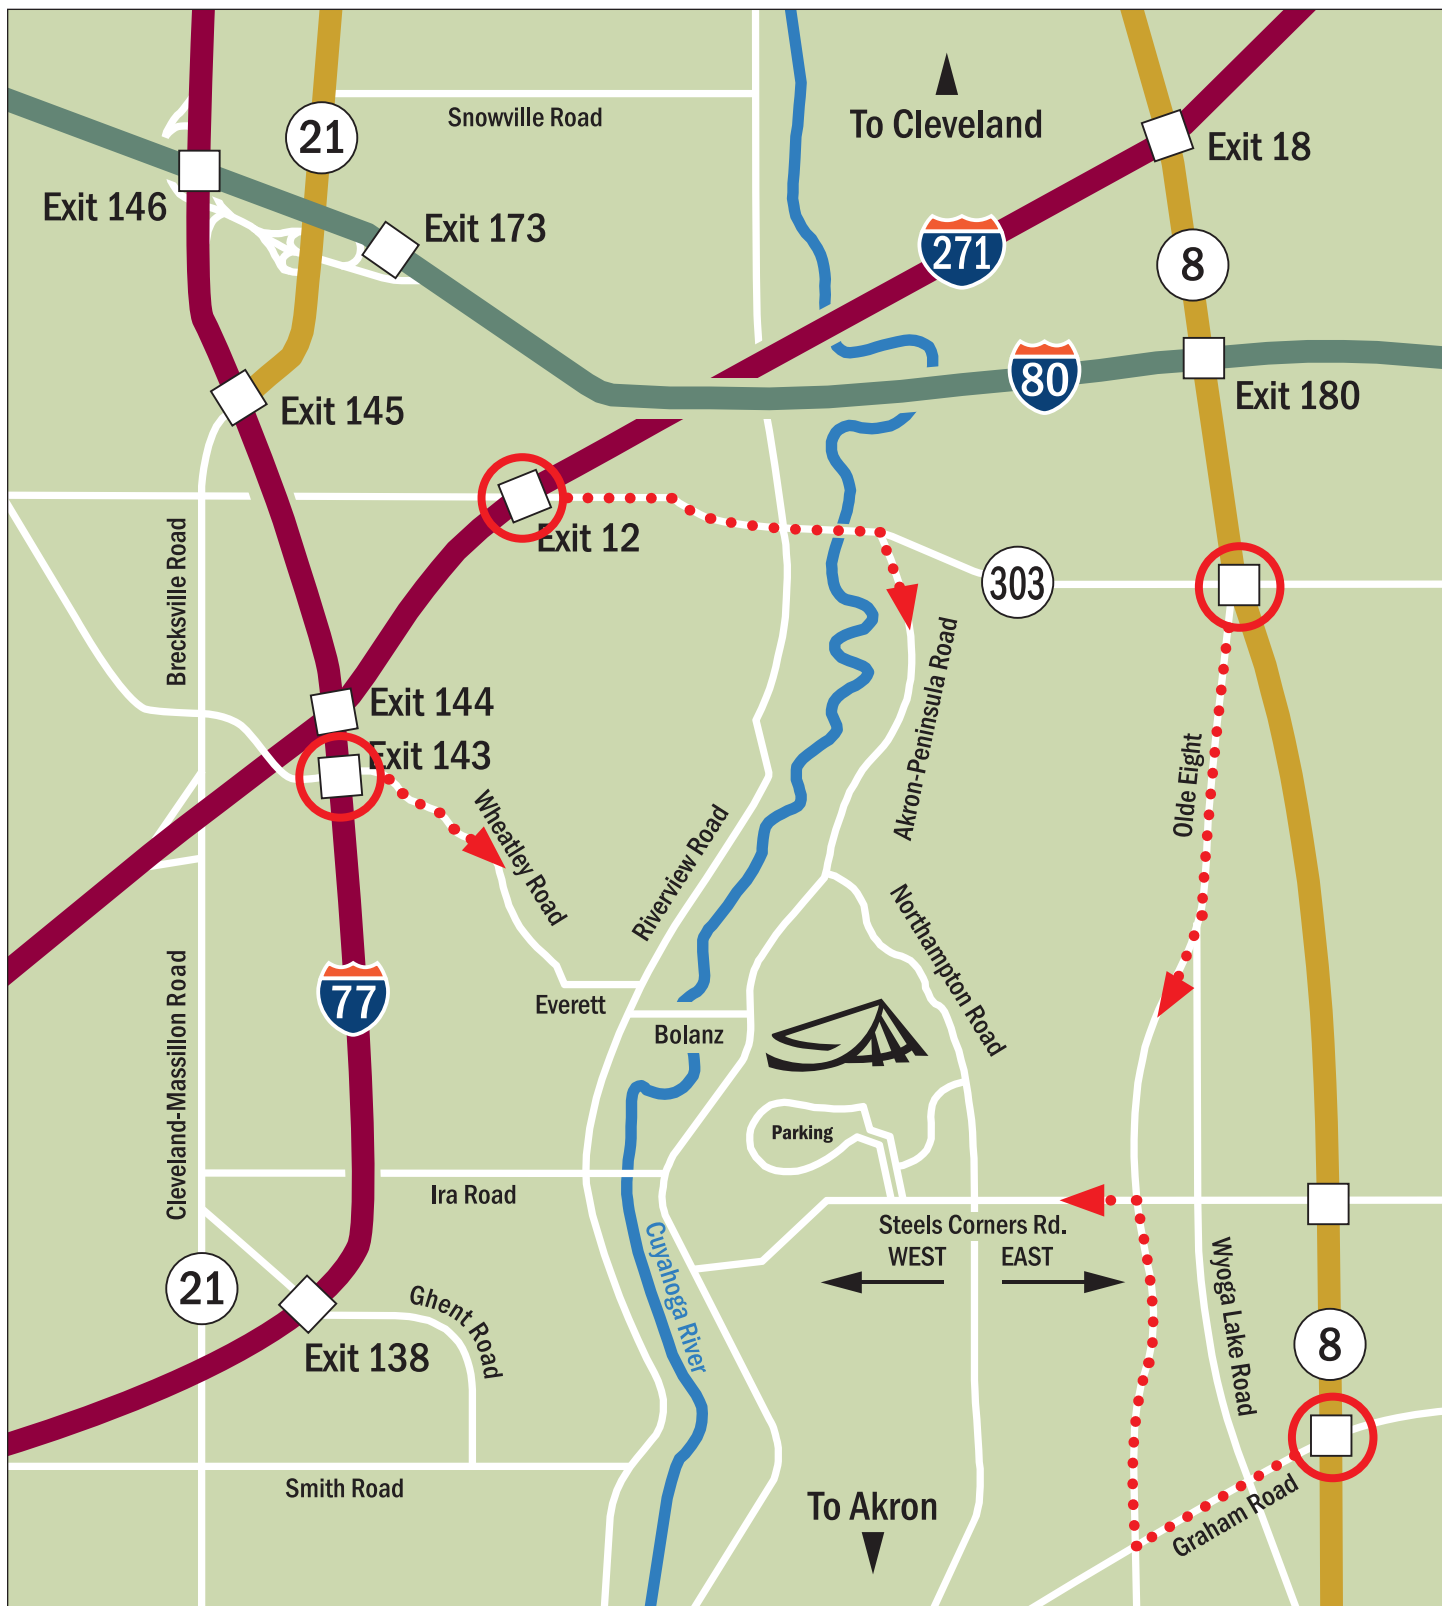 Snowville Road
To Cleveland
21
Exit 18
Exit 146
Exit 173
271
8
80
Exit 180
Exit 145
Exit 12
303
Brecksville Road
Akron-Peninsula Road
Exit 144
Exit 143
Olde Eight
Wheatley Road
Riverview Road
Northampton Road
Cleveland-Massillon Road
77
Everett
Bolanz
Parking
Ira Road
Steels Corners Rd.
WEST
EAST
Cuyahoga River
Wyoga Lake Road
21
Ghent Road
Exit 138
8
Smith Road
To Akron
Graham Road